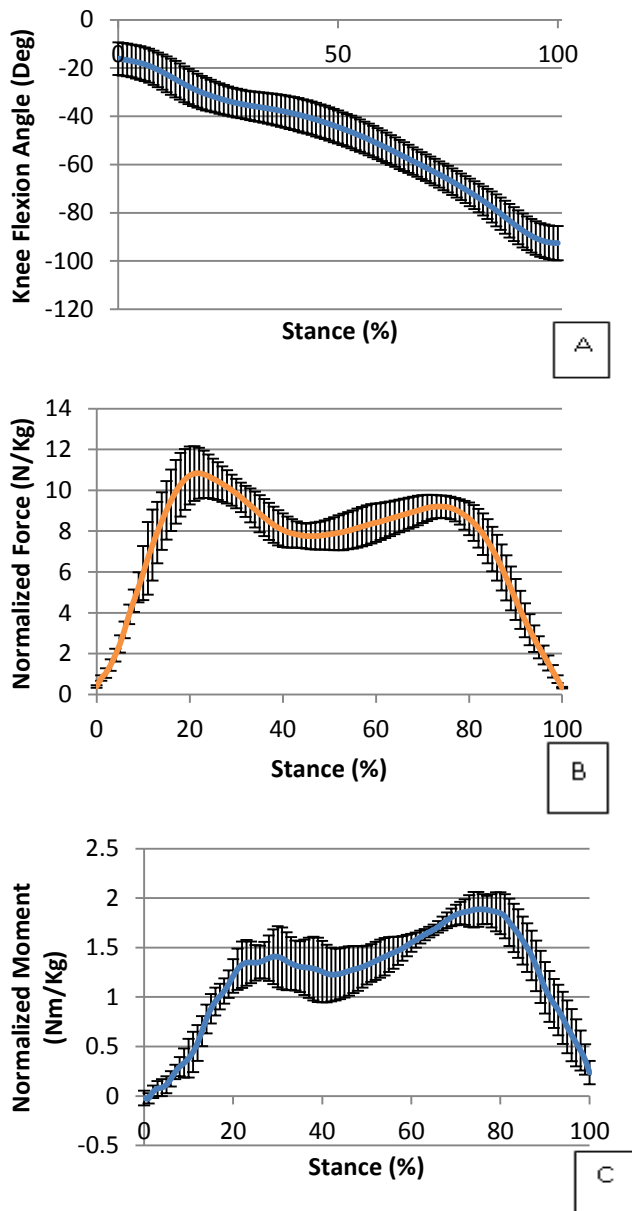 0
-20
-40
-60
-80
-100
-120
0 50 100
Knee Flexion Angle (Deg)
Stance (%)
A
14
12
10
8
6
4
2
0
0 20 40 60 80 100
Normalized Force (N/Kg)
Stance (%)
B
2.5
2
1.5
1
0.5
0
-0.5
0 20 40 60 80 100
Normalized Moment
(Nm/Kg)
Stance (%)
C